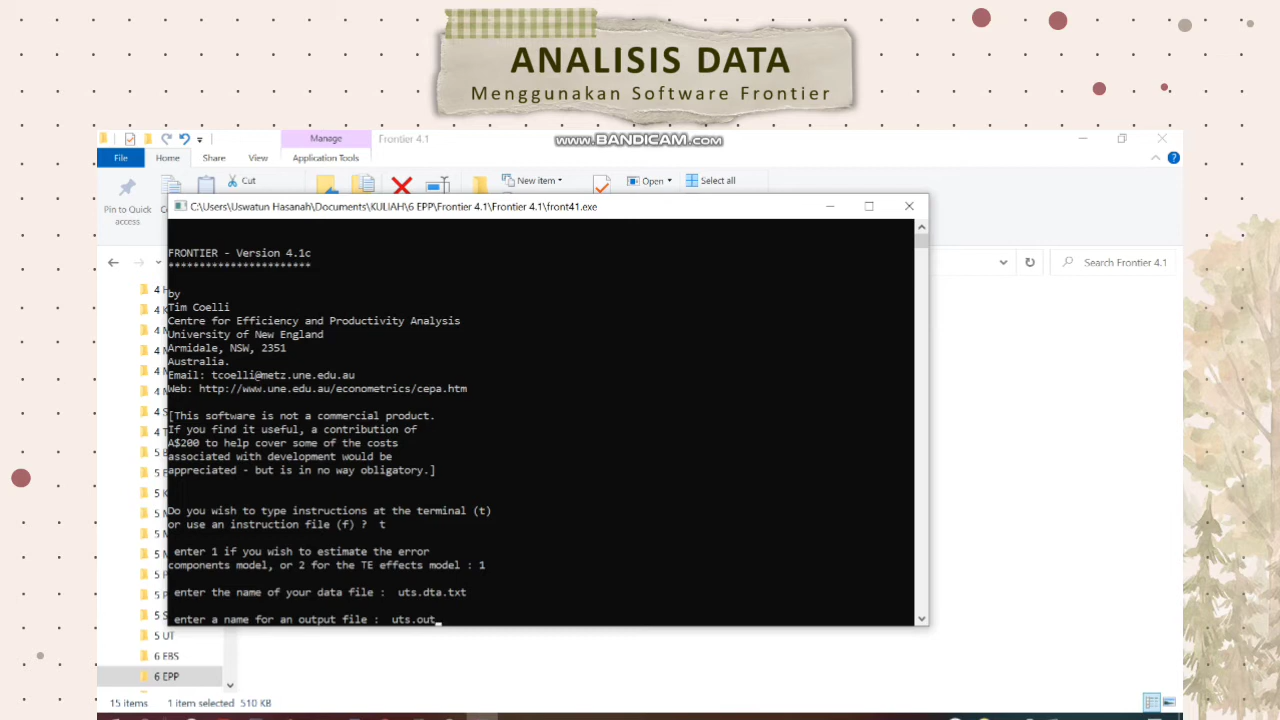 ANALISIS DATA
Menggunakan Software Frontier
Manage
Frontier 4.1
www.BANDICAM.com
File
Home
Share
View
Application Tools
Pin to Quick
access
Cut
New item
Open
Select all
C:\Users\Uswatun Hasanah\Documents\KULIAH\6 EPP\Frontier 4.1\Frontier 4.1\front41.exe
Search Frontier 4.1
FRONTIER - Version 4.1c
***********************
by
Tim Coelli
Centre for Efficiency and Productivity Analysis
University of New England
Armidale, NSW, 2351
Australia.
Email: tcoelli@metz.une.edu.au
Web: http://www.une.edu.au/econometrics/cepa.htm
[This software is not a commercial product.
If you find it useful, a contribution of
A$200 to help cover some of the costs
associated with development would be
appreciated - but is in no way obligatory.]
Do you wish to type instructions at the terminal (t)
or use an instruction file (f) ?  t
enter 1 if you wish to estimate the error
components model, or 2 for the TE effects model : 1
enter the name of your data file :  uts.dta.txt
enter a name for an output file :  uts.out_
5 UT
6 EBS
6 EPP
15 items
1 item selected
510 KB